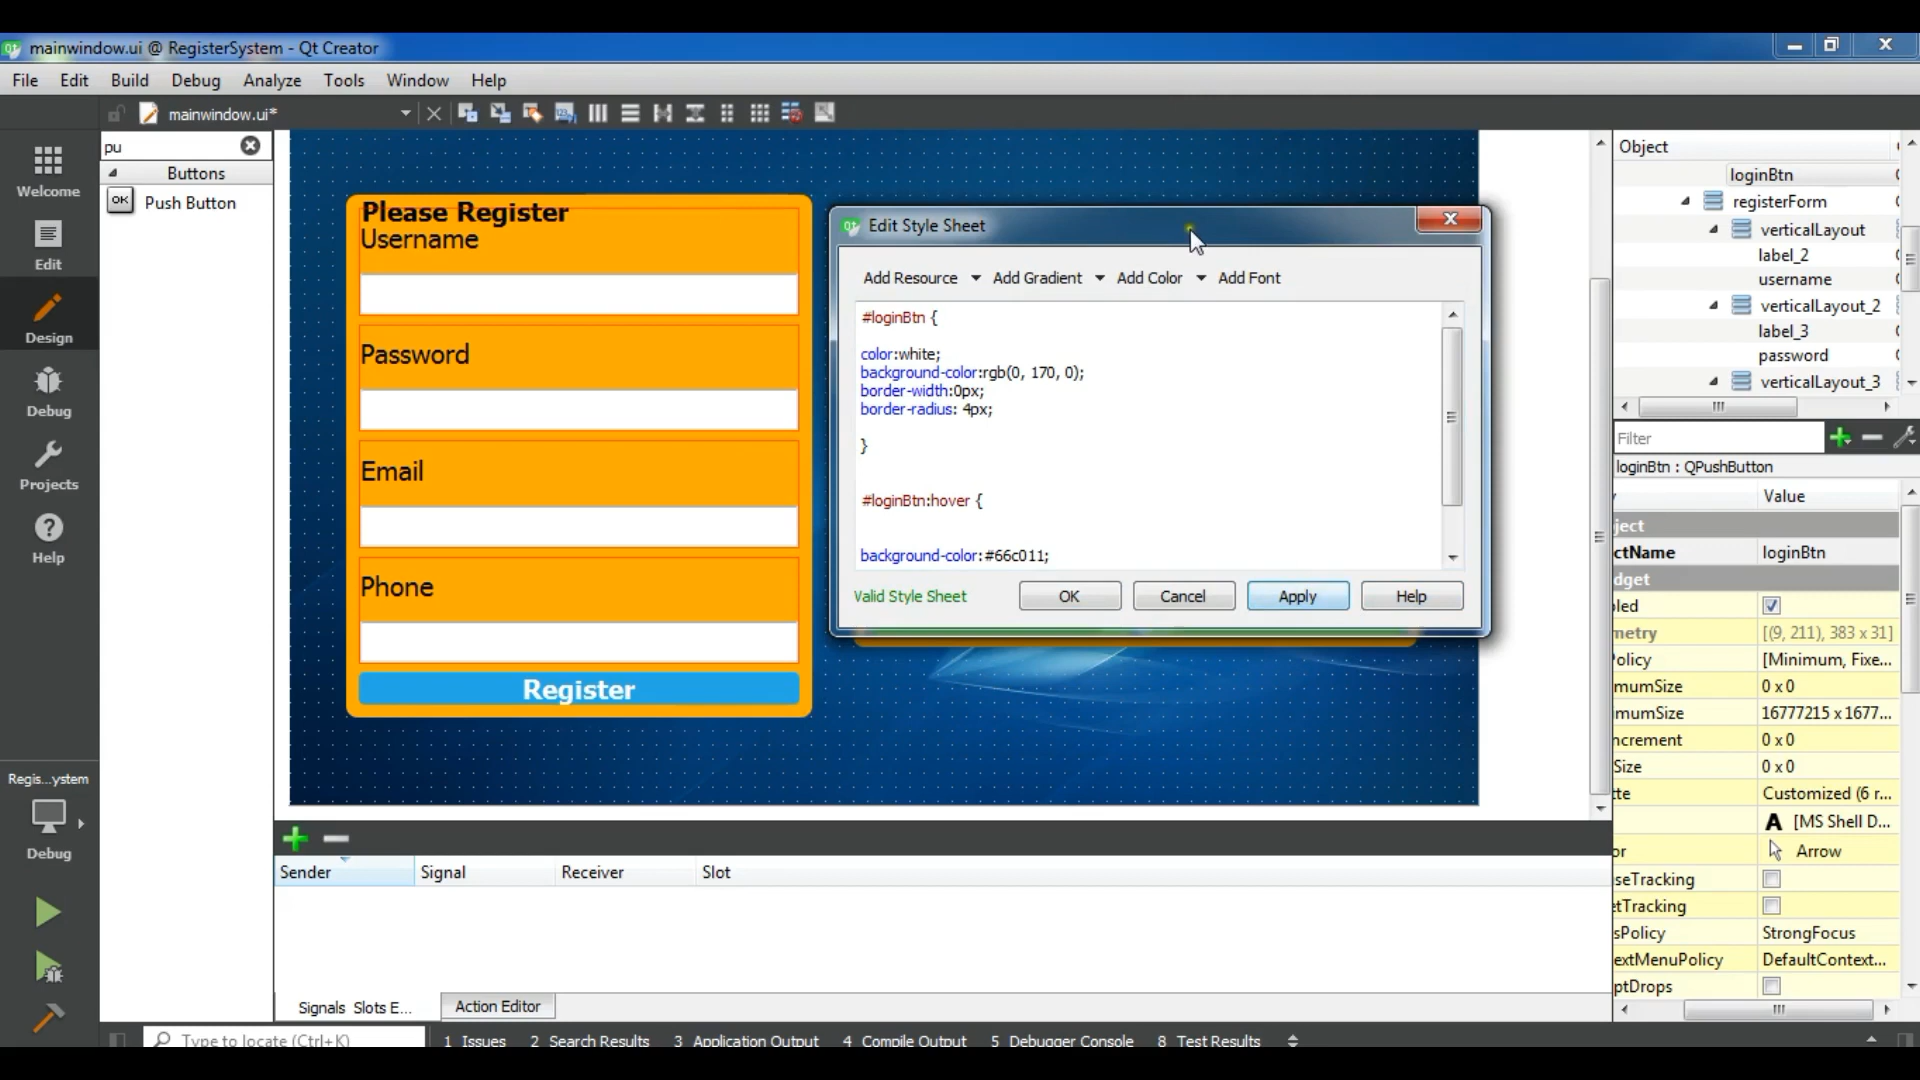 mainwindow.ui @ RegisterSystem - Qt Creator
File Edit Build Debug Analyze Tools Window Help
mainwindow.ui*
pu
Buttons
Push Button
Welcome
Edit
Design
Debug
Projects
Help
Regis...ystem
Debug
Please Register
Username
Password
Email
Phone
Register
Edit Style Sheet
Add Resource Add Gradient Add Color Add Font
#loginBtn {
color:white;
background-color:rgb(0, 170, 0);
border-width:0px;
border-radius: 4px;
}
#loginBtn:hover {
background-color:#66c011;
Valid Style Sheet OK Cancel Apply Help
Object
loginBtn
registerForm
verticalLayout
label_2
username
verticalLayout_2
label_3
password
verticalLayout_3
Filter
loginBtn : QPushButton
Value
ject
ctName loginBtn
dget
led
metry [(9, 211), 383 x 31]
olicy [Minimum, Fixe...
mumSize 0 x 0
mumSize 16777215 x 1677...
ncrement 0 x 0
Size 0 x 0
tte Customized (6 r...
A [MS Shell D...
or Arrow
seTracking
etTracking
sPolicy StrongFocus
extMenuPolicy DefaultContext...
ptDrops
Sender Signal Receiver Slot
Signals Slots E... Action Editor
Type to locate (Ctrl+K) 1 Issues 2 Search Results 3 Application Output 4 Compile Output 5 Debugger Console 8 Test Results